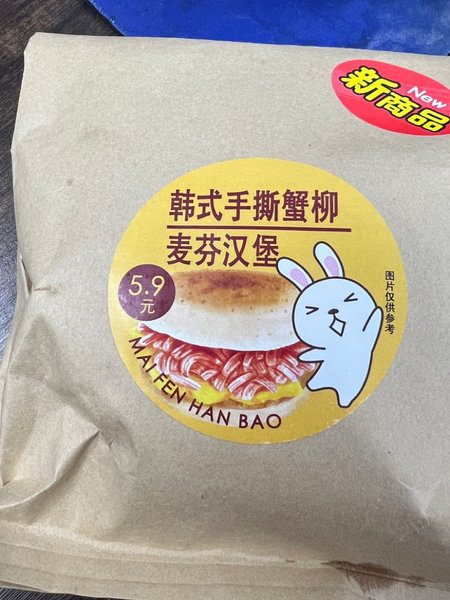 New
新商品
韩式手撕蟹柳
麦芬汉堡
5.9
元
图片仅供参考
MAI FEN HAN BAO